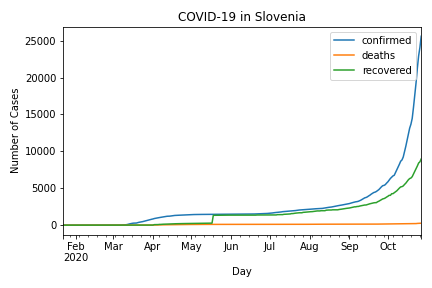 COVID-19 in Slovenia
confirmed
deaths
recovered
Number of Cases
25000
20000
15000
10000
5000
0
Feb Mar Apr May Jun Jul Aug Sep Oct
2020
Day